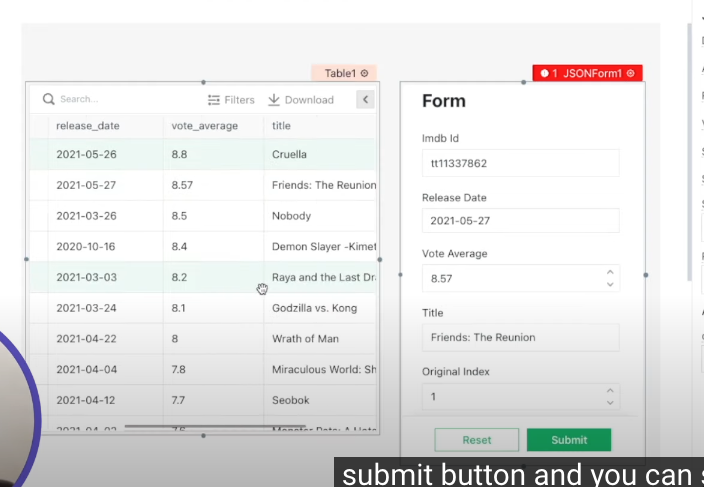 Table1
1 JSONForm1
Search...
Filters
Download
release_date vote_average title
2021-05-26 8.8 Cruella
2021-05-27 8.57 Friends: The Reunion
2021-03-26 8.5 Nobody
2020-10-16 8.4 Demon Slayer -Kimet
2021-03-03 8.2 Raya and the Last Dr
2021-03-24 8.1 Godzilla vs. Kong
2021-04-22 8 Wrath of Man
2021-04-04 7.8 Miraculous World: Sh
2021-04-12 7.7 Seobok
Form
Imdb Id
tt11337862
Release Date
2021-05-27
Vote Average
8.57
Title
Friends: The Reunion
Original Index
1
Reset
Submit
submit button and you can s